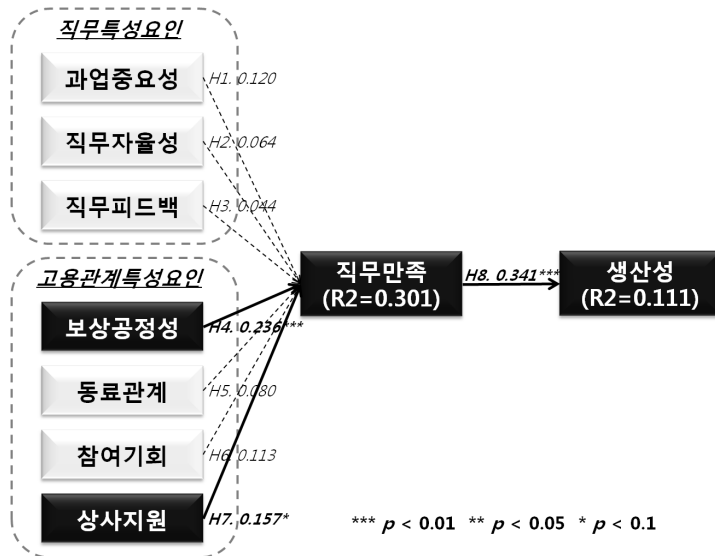 직무특성요인
과업중요성
H1. 0.120
직무자율성
H2. 0.064
직무피드백
H3. 0.044
고용관계특성요인
보상공정성
H4. 0.236***
동료관계
H5. 0.080
참여기회
H6. 0.113
상사지원
H7. 0.157*
직무만족
(R2=0.301)
H8. 0.341***
생산성
(R2=0.111)
*** p < 0.01 ** p < 0.05 * p < 0.1